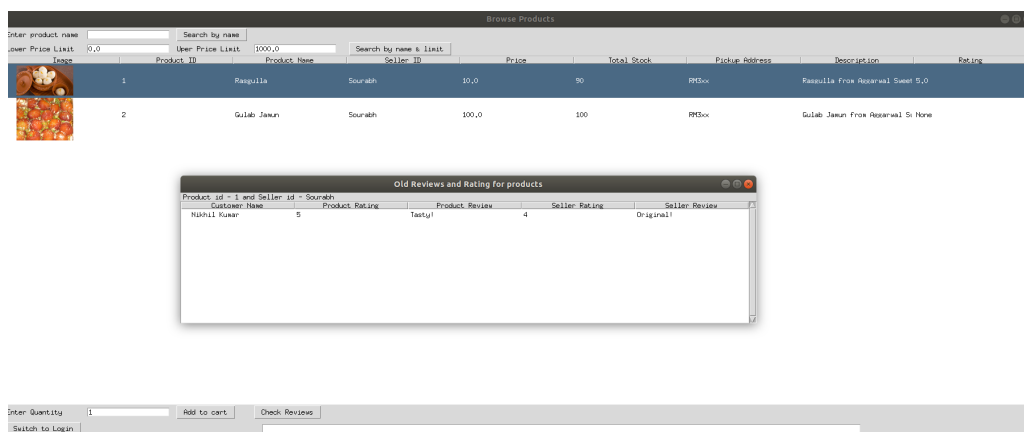 Browse Products
Enter product name Search by name
Lower Price Limit 0.0 Uper Price Limit 1000.0 Search by name & limit
Image Product ID Product Name Seller ID Price Total Stock Pickup Address Description Rating
1 Rasgulla Sourabh 10.0 90 RM3xx Rasgulla from Aggarwal Sweet 5.0
2 Gulab Jamun Sourabh 100.0 100 RM3xx Gulab Jamun from Aggarwal S None
Old Reviews and Rating for products
Product id - 1 and Seller id - Sourabh
Customer Name Product Rating Product Review Seller Rating Seller Review
Nikhil Kumar 5 Tasty! 4 Original!
Enter Quantity 1 Add to cart Check Reviews
Switch to Login